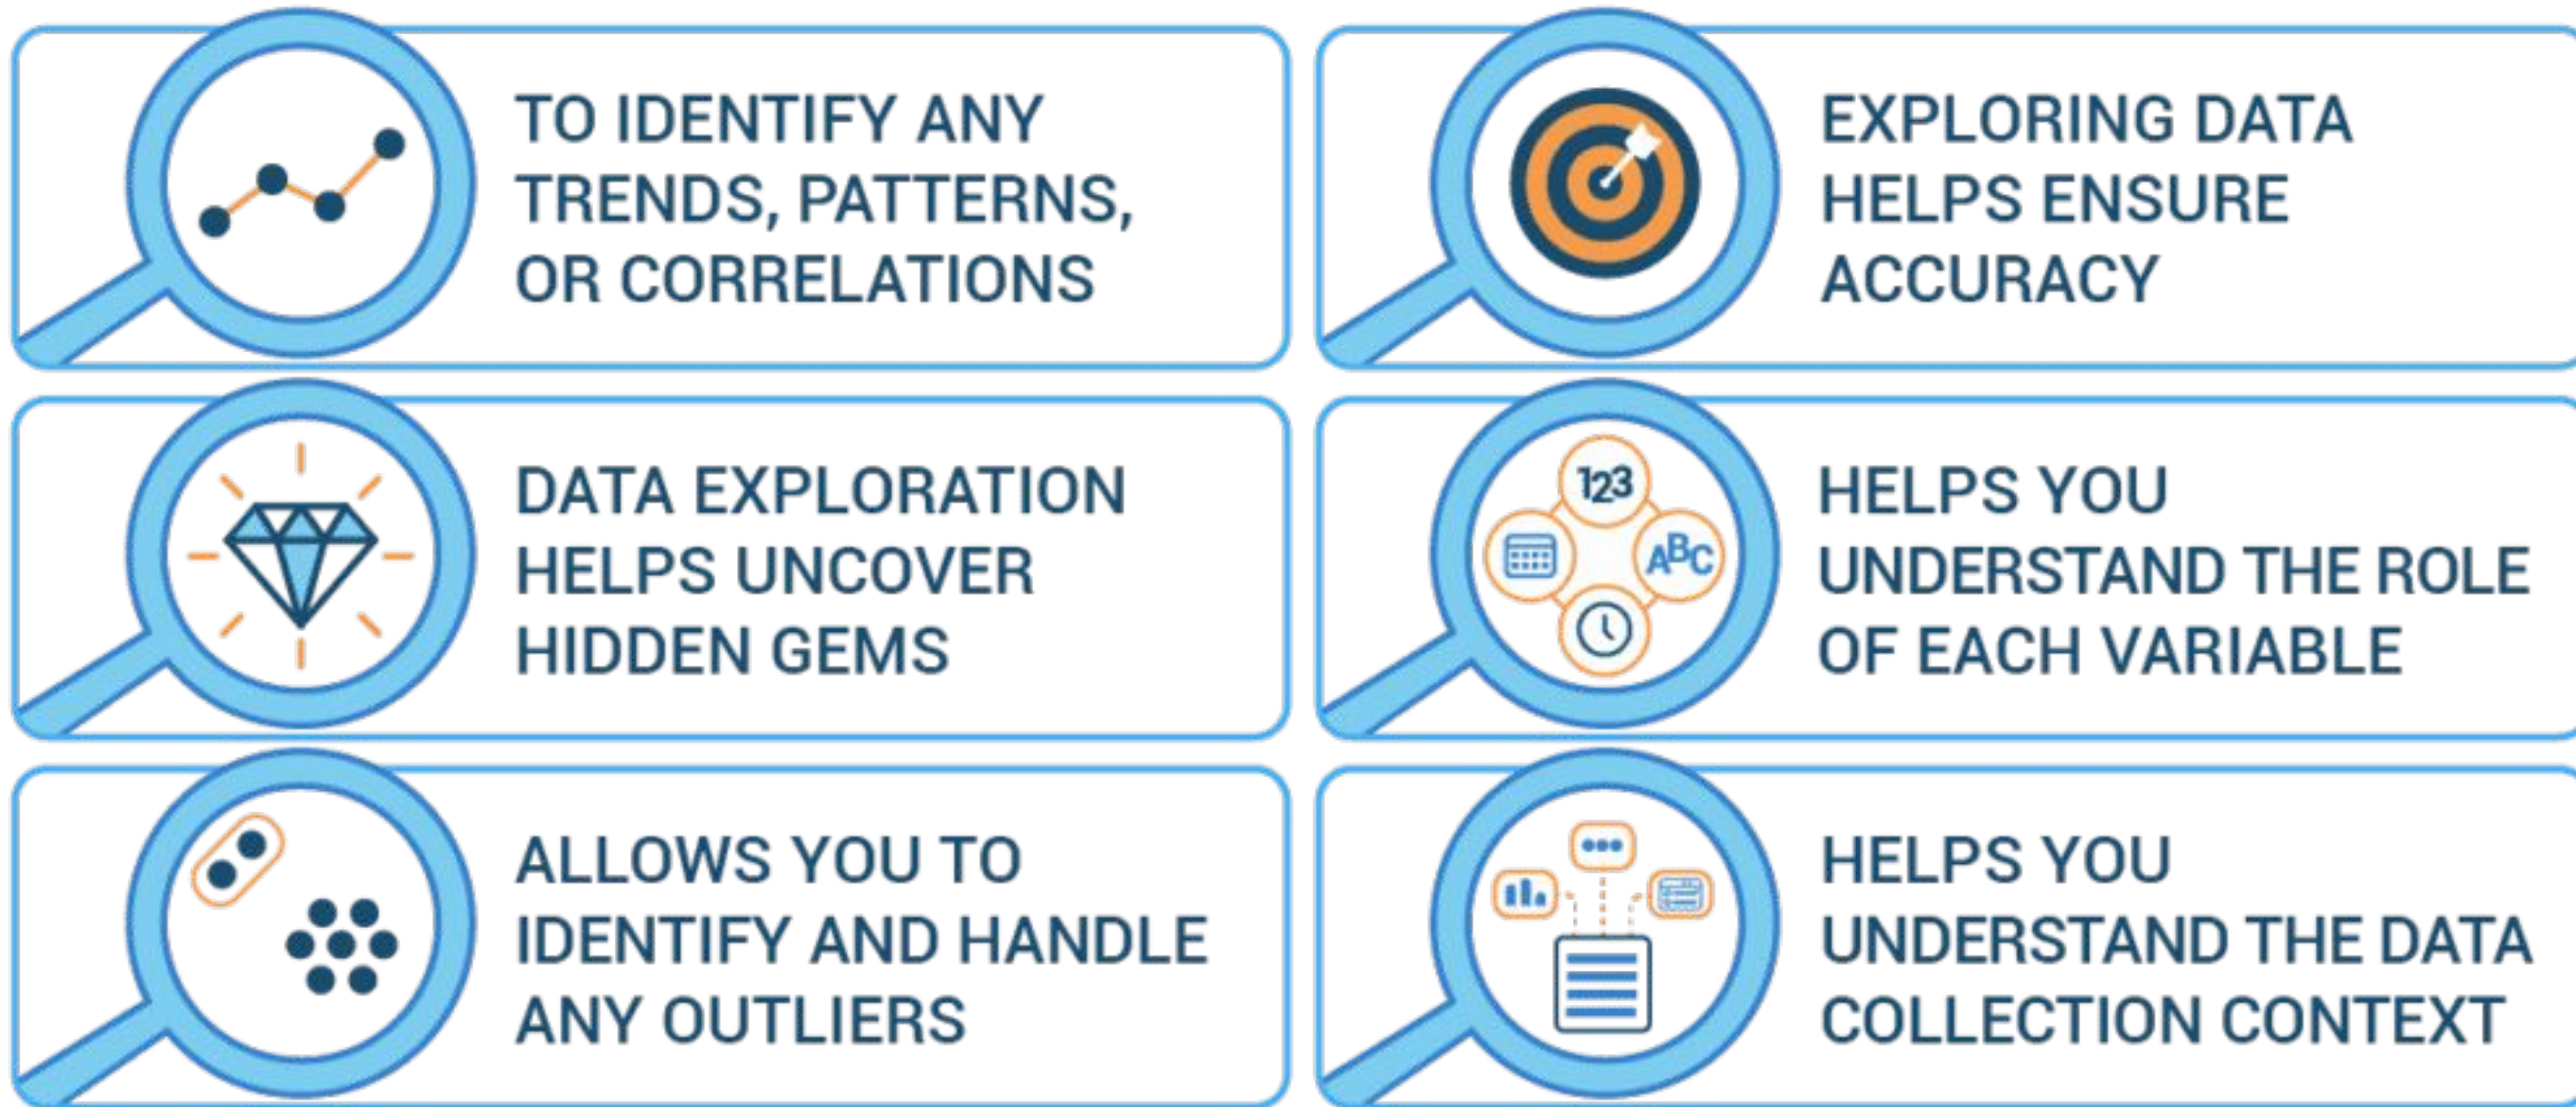 TO IDENTIFY ANY
TRENDS, PATTERNS,
OR CORRELATIONS
EXPLORING DATA
HELPS ENSURE
ACCURACY
DATA EXPLORATION
HELPS UNCOVER
HIDDEN GEMS
123
ABC
HELPS YOU
UNDERSTAND THE ROLE
OF EACH VARIABLE
ALLOWS YOU TO
IDENTIFY AND HANDLE
ANY OUTLIERS
HELPS YOU
UNDERSTAND THE DATA
COLLECTION CONTEXT